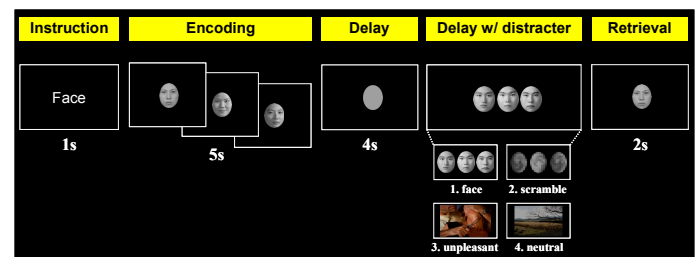 Instruction
Encoding
Delay
Delay w/ distracter
Retrieval
Face
1s
5s
4s
2s
1. face
2. scramble
3. unpleasant
4. neutral